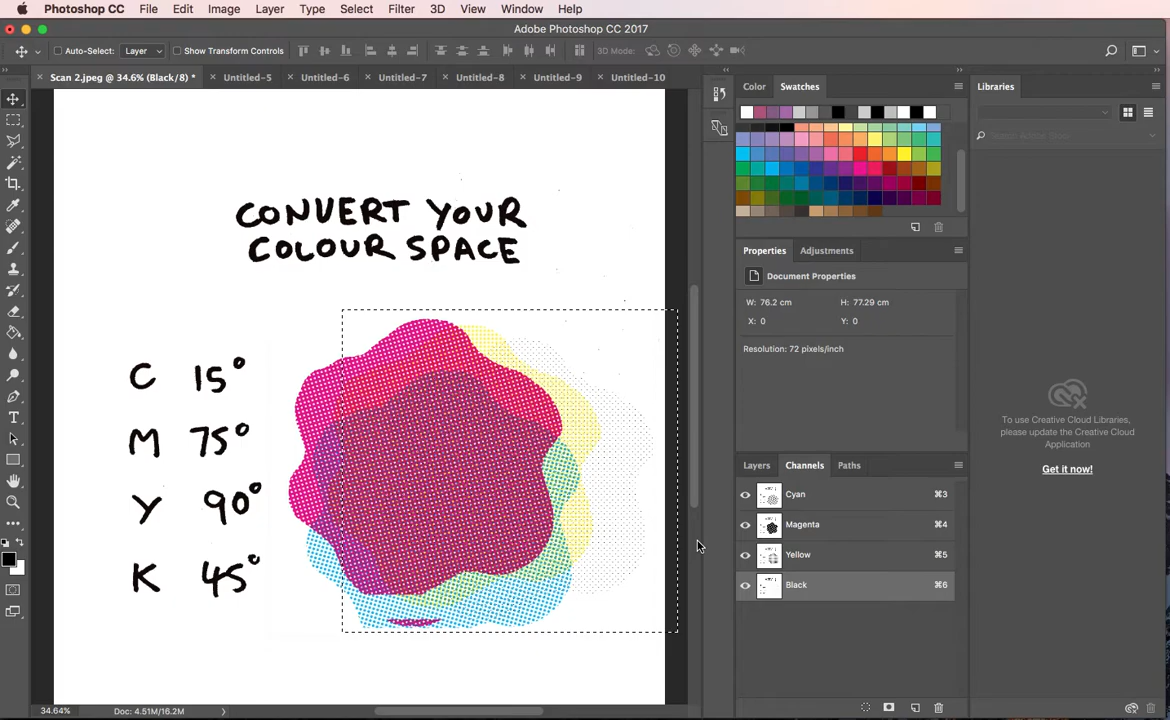 Photoshop CC File Edit Image Layer Type Select Filter 3D View Window Help
Adobe Photoshop CC 2017
Auto-Select: Layer Show Transform Controls 3D Mode:
Scan 2.jpeg @ 34.6% (Black/8) * Untitled-5 Untitled-6 Untitled-7 Untitled-8 Untitled-9 Untitled-10
Color Swatches
Libraries
Search Adobe Stock
CONVERT YOUR
COLOUR SPACE
C 15°
M 75°
Y 90°
K 45°
Properties Adjustments
Document Properties
W: 76.2 cm H: 77.29 cm
X: 0 Y: 0
Resolution: 72 pixels/inch
To use Creative Cloud Libraries,
please update the Creative Cloud
Application
Get it now!
Layers Channels Paths
Cyan ⌘3
Magenta ⌘4
Yellow ⌘5
Black ⌘6
34.64% Doc: 4.51M/16.2M